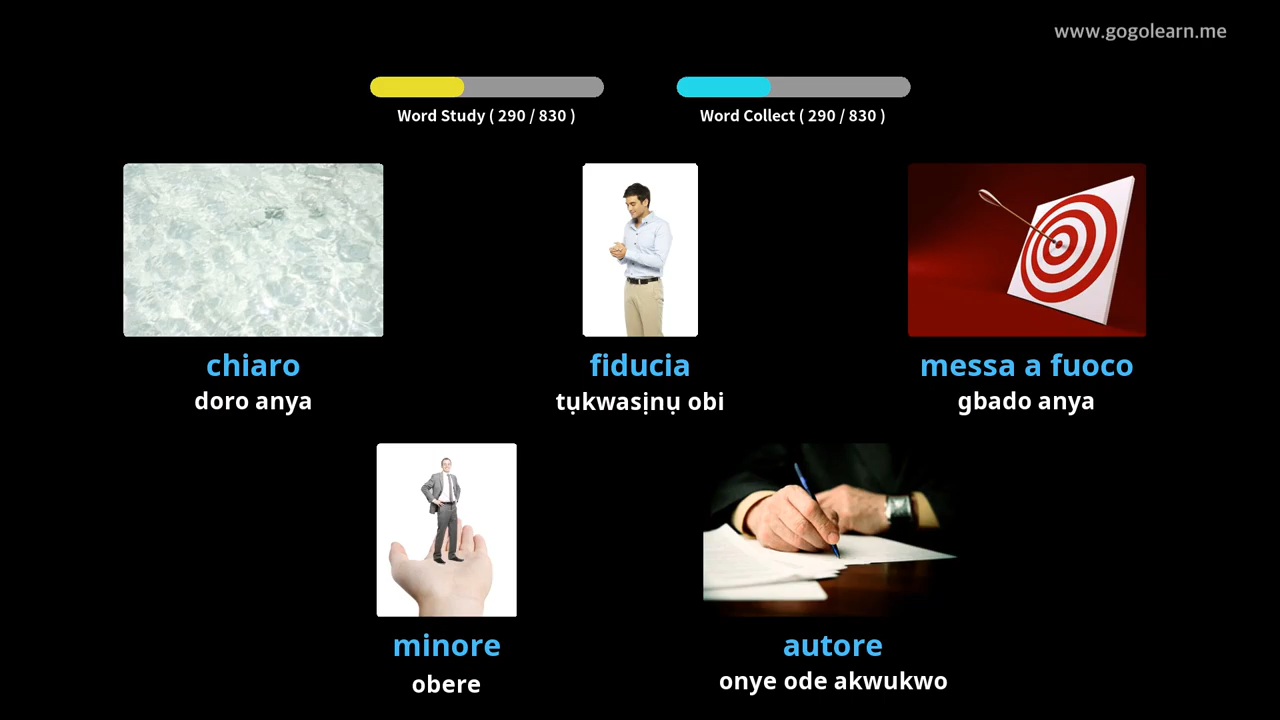 www.gogolearn.me
Word Study ( 290 / 830 )
Word Collect ( 290 / 830 )
chiaro
doro anya
fiducia
tụkwasịnụ obi
messa a fuoco
gbado anya
minore
obere
autore
onye ode akwukwo